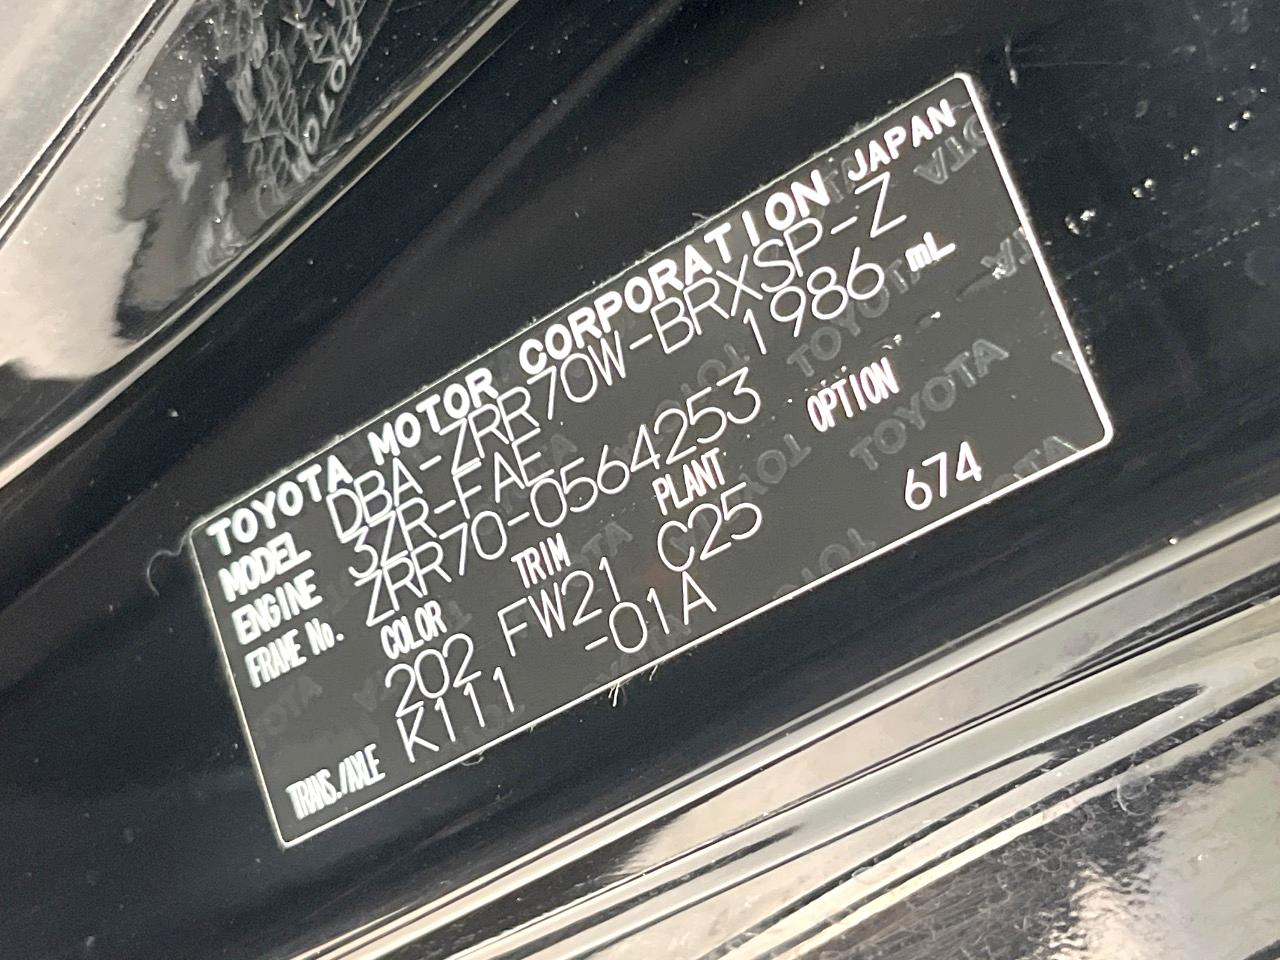 TOYOTA MOTOR CORPORATION JAPAN
MODEL DBA-ZRR70W-BRXSP-Z
ENGINE 3ZR-FAE 1986 mL
FRAME No. ZRR70-0564253
COLOR TRIM PLANT OPTION
202 FW21 C25 674
TRANS./AXLE K111 -01A